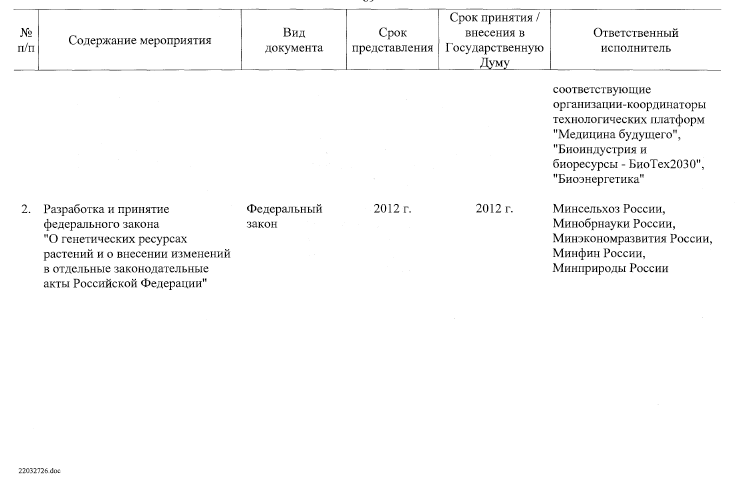 №
п/п
Содержание мероприятия
Вид
документа
Срок
представления
Срок принятия /
внесения в
Государственную
Думу
Ответственный
исполнитель
соответствующие
организации-координаторы
технологических платформ
"Медицина будущего",
"Биоиндустрия и
биоресурсы - БиоТех2030",
"Биоэнергетика"
2.
Разработка и принятие
федерального закона
"О генетических ресурсах
растений и о внесении изменений
в отдельные законодательные
акты Российской Федерации"
Федеральный
закон
2012 г.
2012 г.
Минсельхоз России,
Минобрнауки России,
Минэкономразвития России,
Минфин России,
Минприроды России
22032726.doc